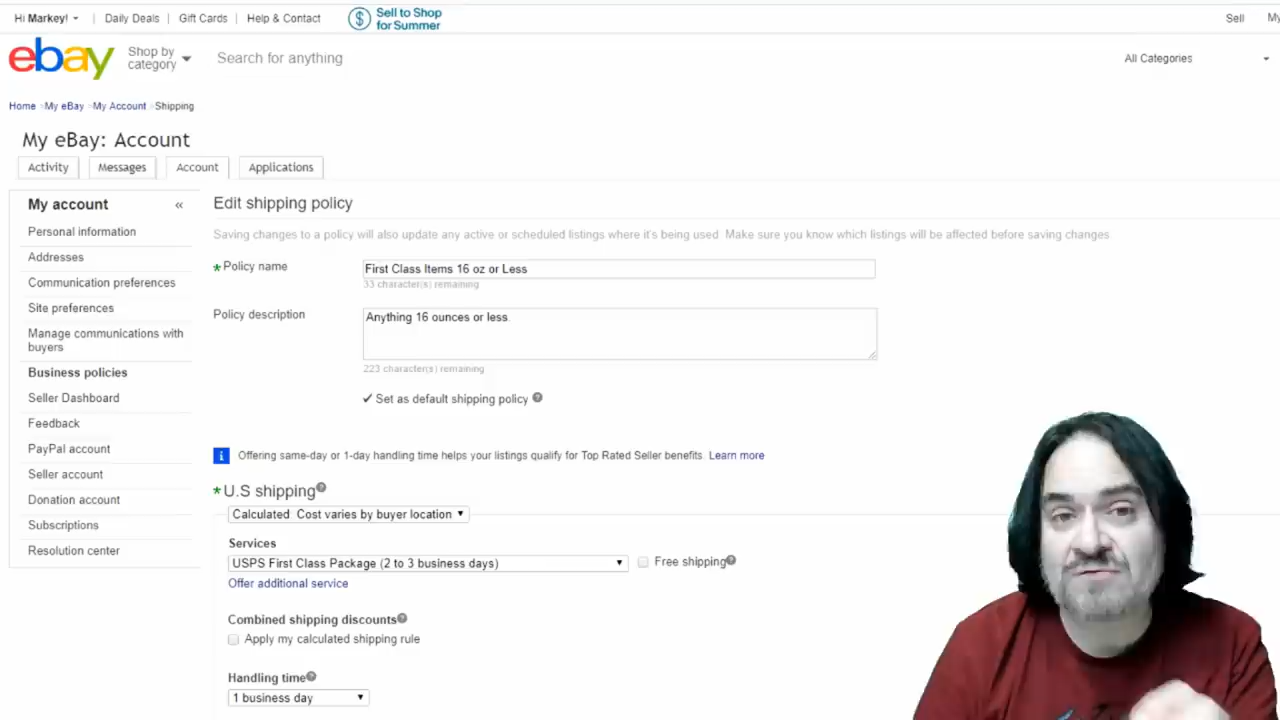 Hi Markey!
Daily Deals
Gift Cards
Help & Contact
Sell to Shop
for Summer
Sell
My
ebay
Shop by
category
Search for anything
All Categories
Home
My eBay
My Account
Shipping
My eBay: Account
Activity
Messages
Account
Applications
My account
«
Personal information
Addresses
Communication preferences
Site preferences
Manage communications with
buyers
Business policies
Seller Dashboard
Feedback
PayPal account
Seller account
Donation account
Subscriptions
Resolution center
Edit shipping policy
Saving changes to a policy will also update any active or scheduled listings where it's being used. Make sure you know which listings will be affected before saving changes
* Policy name
First Class Items 16 oz or Less
33 character(s) remaining
Policy description
Anything 16 ounces or less.
223 character(s) remaining
✓ Set as default shipping policy ?
i Offering same-day or 1-day handling time helps your listings qualify for Top Rated Seller benefits. Learn more
* U.S shipping ?
Calculated Cost varies by buyer location
Services
USPS First Class Package (2 to 3 business days)
Free shipping ?
Offer additional service
Combined shipping discounts ?
Apply my calculated shipping rule
Handling time ?
1 business day